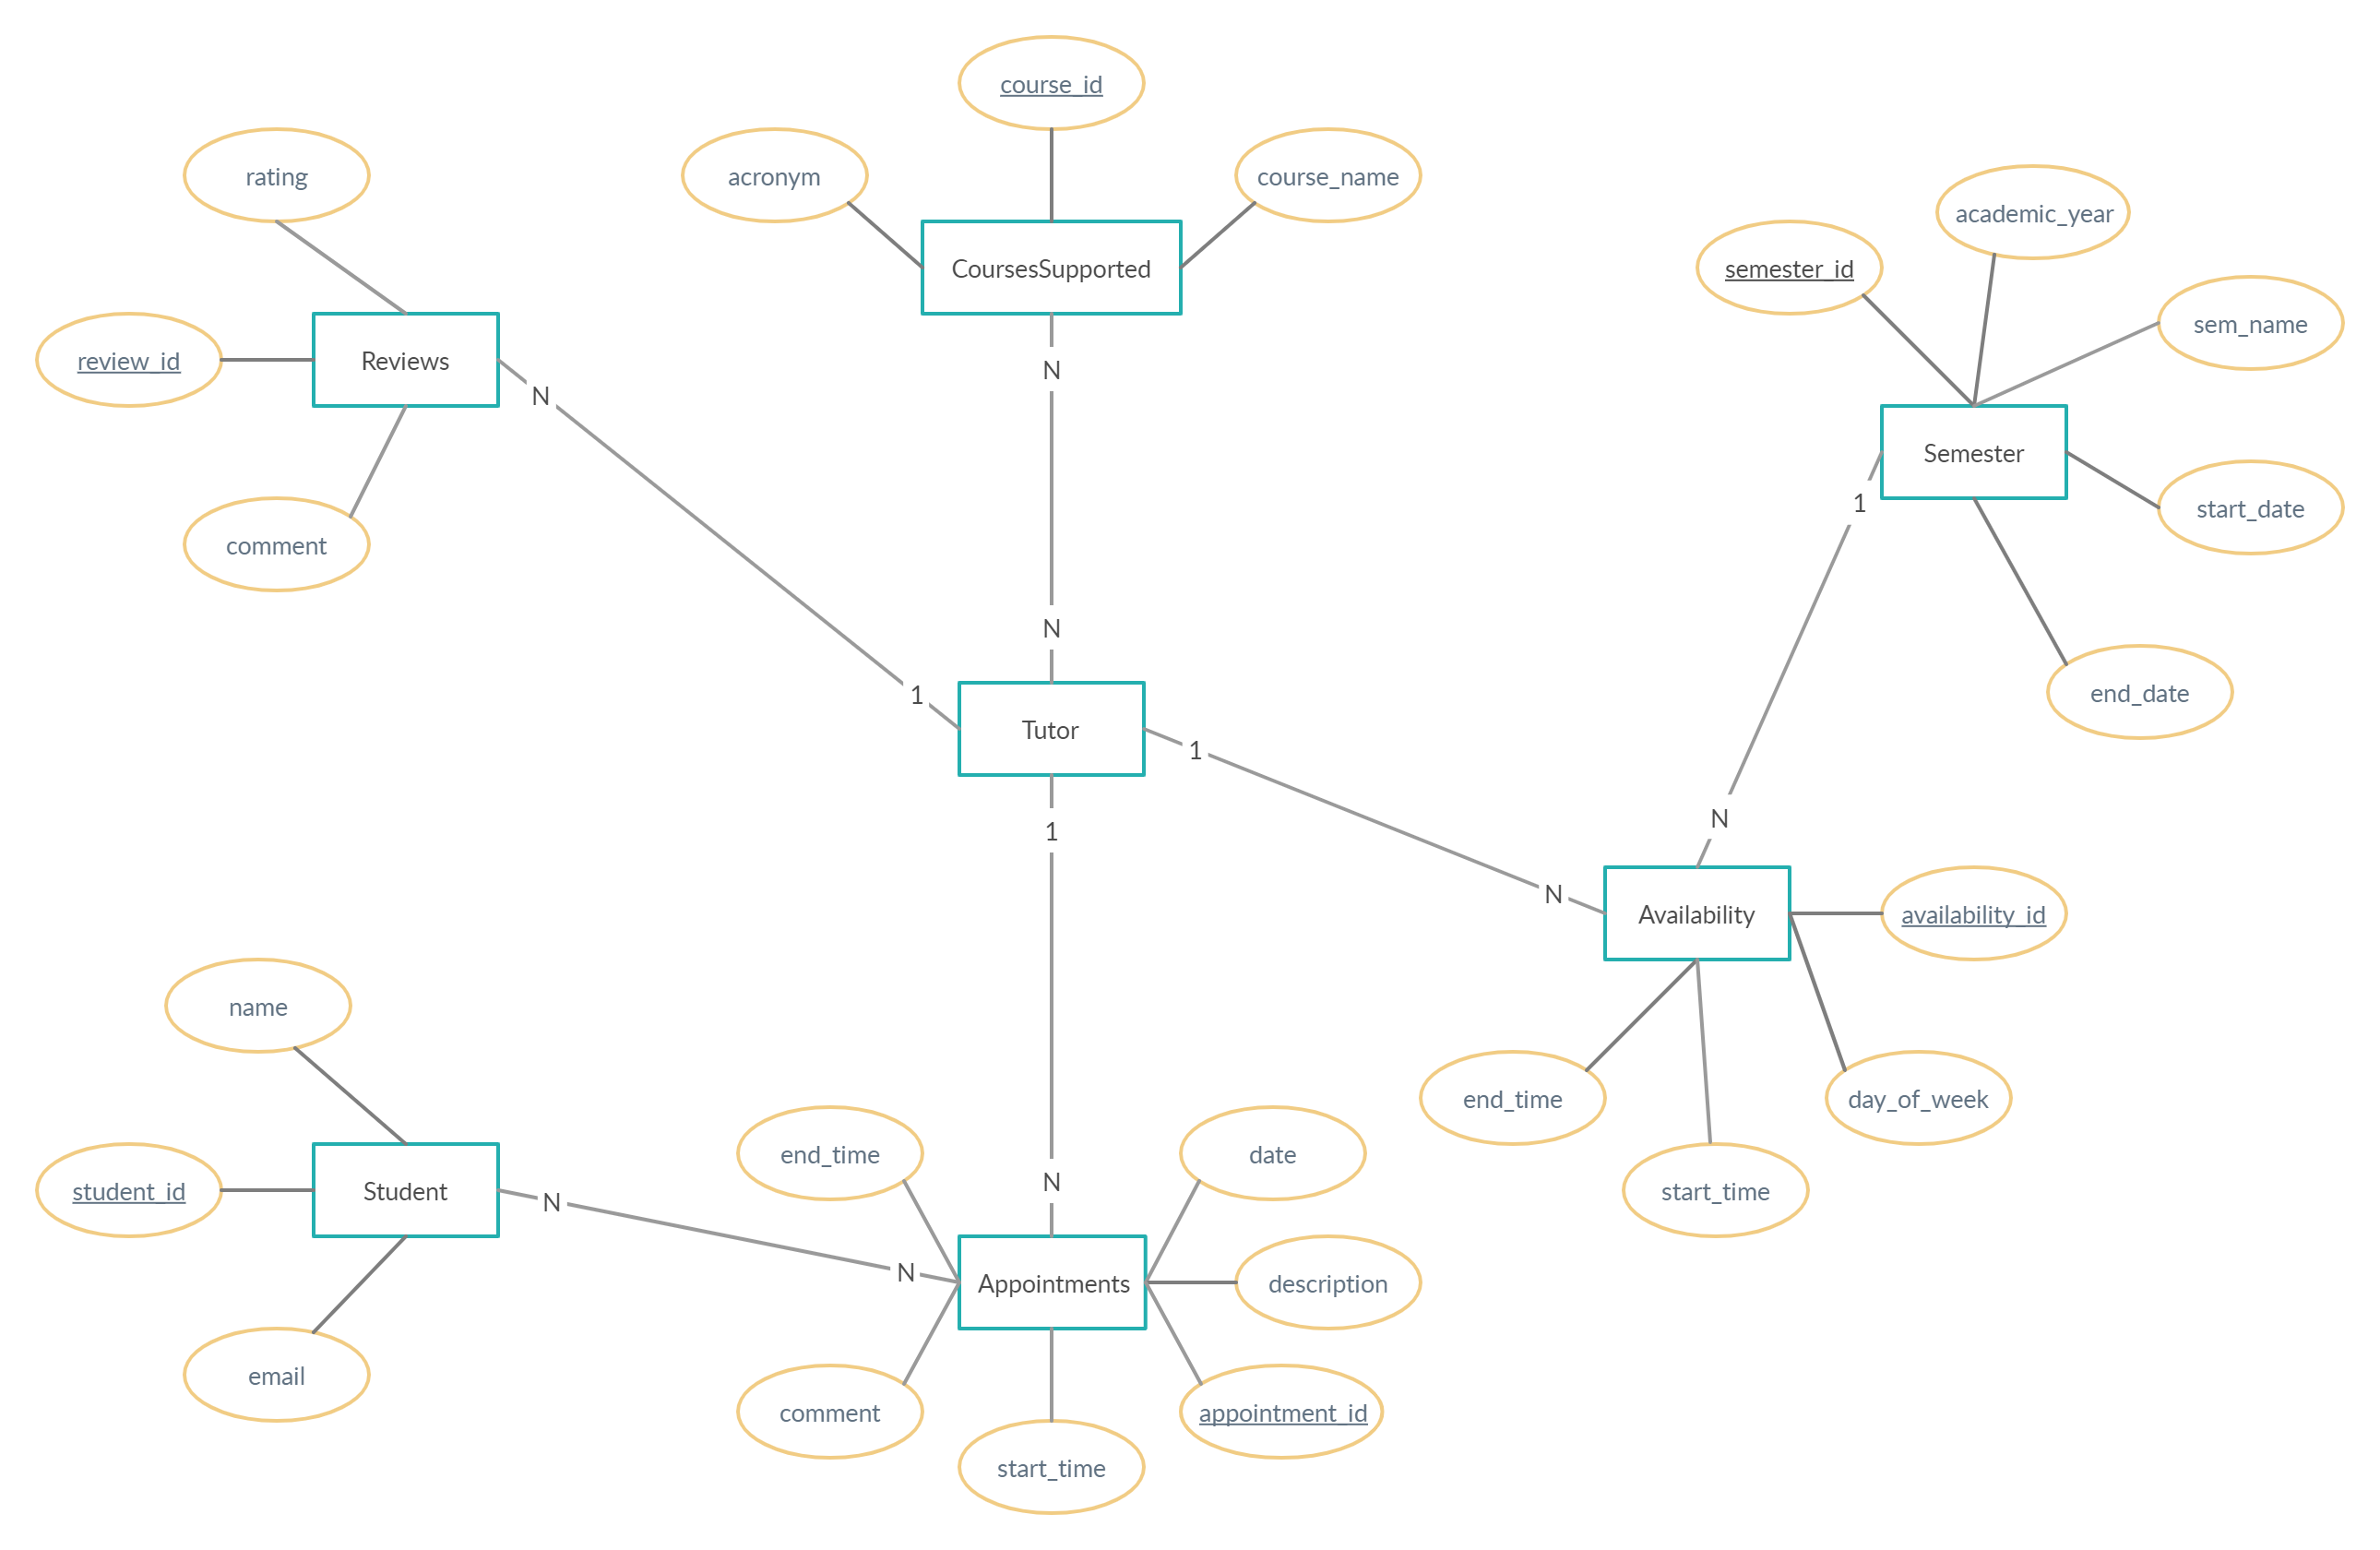 course_id
rating
acronym
course_name
academic_year
semester_id
CoursesSupported
sem_name
review_id
Reviews
N
N
Semester
1
start_date
comment
N
1
Tutor
1
end_date
1
N
N
Availability
availability_id
name
end_time
day_of_week
end_time
date
student_id
Student
N
N
start_time
N
Appointments
description
email
comment
appointment_id
start_time